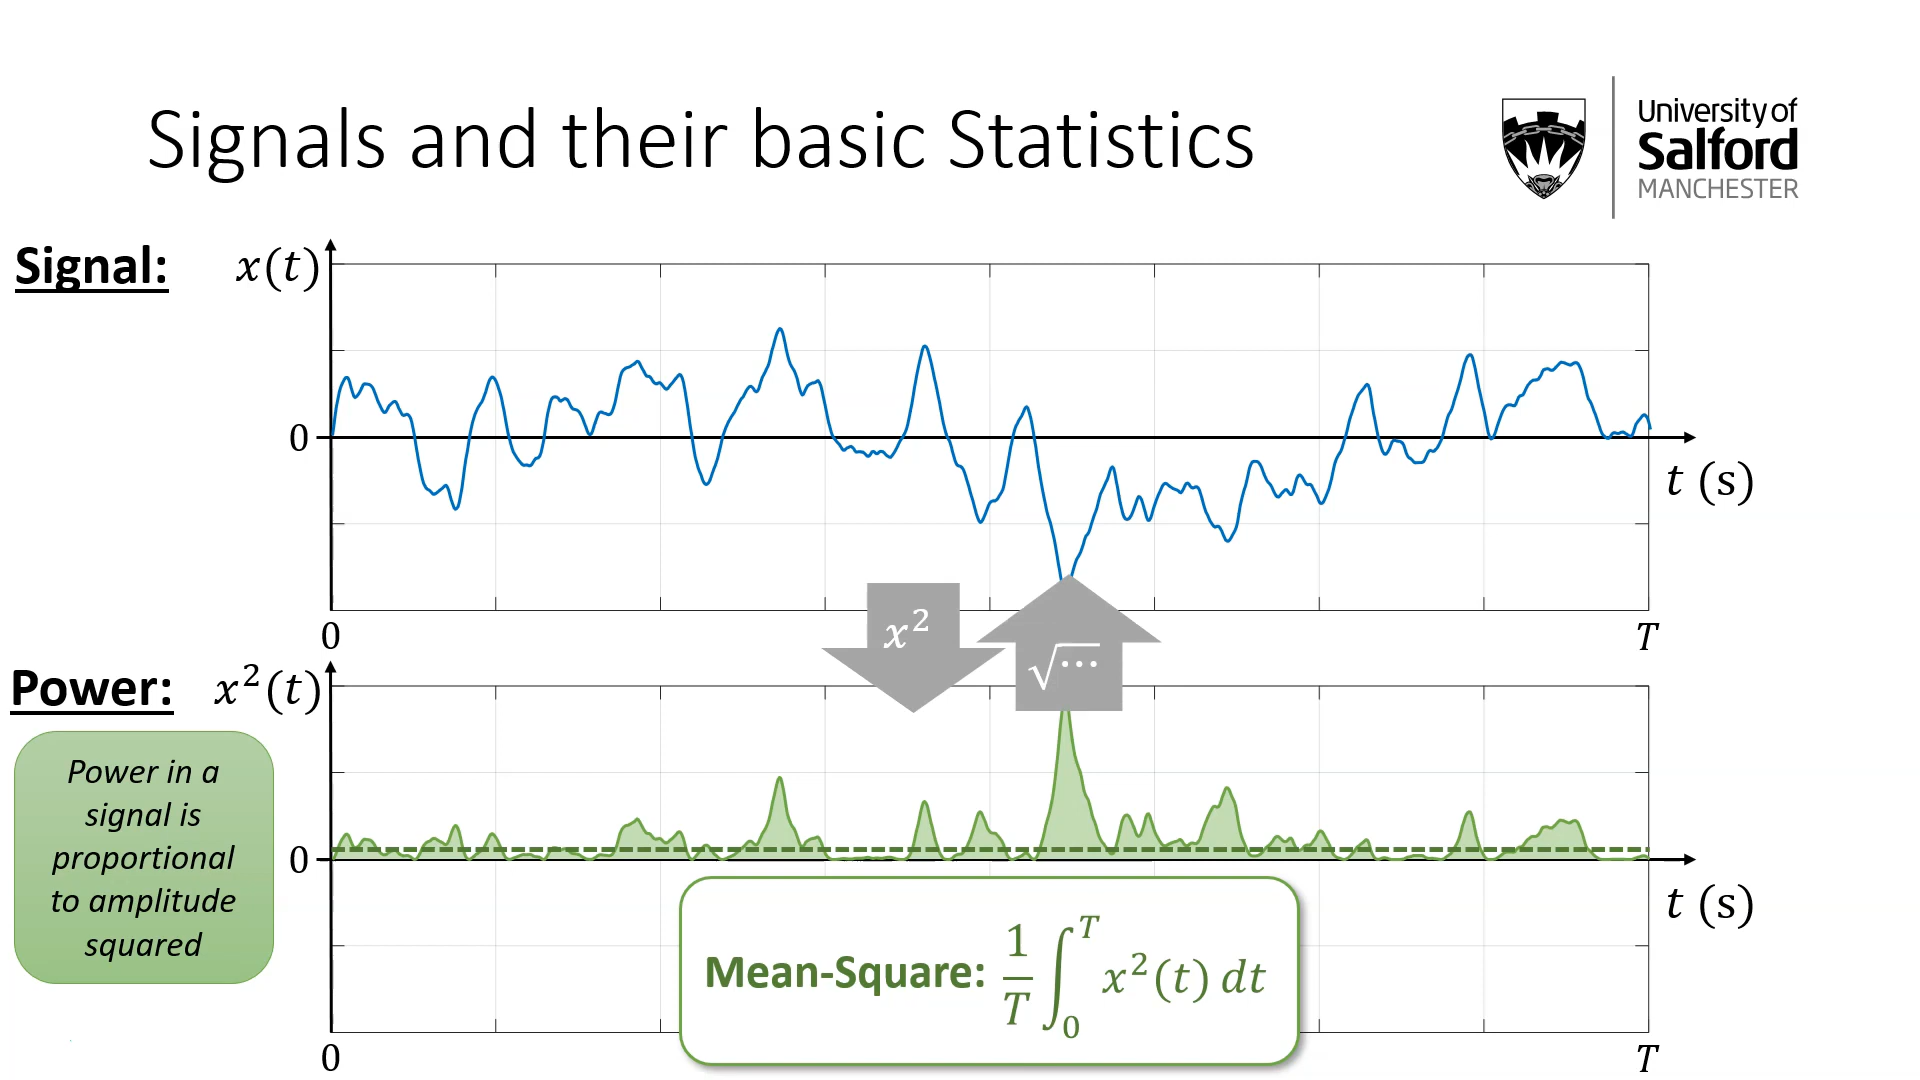 Signals and their basic Statistics
University of
Salford
MANCHESTER
Signal:
x(t)
0
t (s)
0
T
x²
√⋯
Power:
x²(t)
Power in a
signal is
proportional
to amplitude
squared
0
t (s)
Mean-Square: 1/T ∫₀ᵀ x²(t) dt
0
T